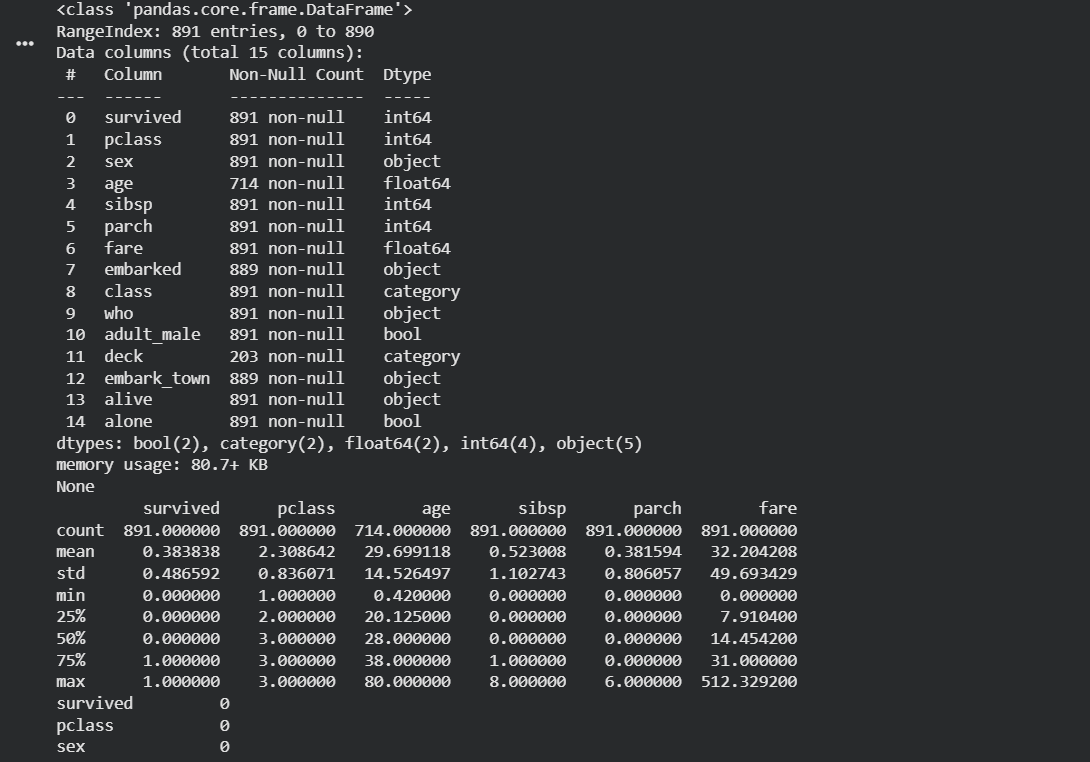 <class 'pandas.core.frame.DataFrame'>
RangeIndex: 891 entries, 0 to 890
Data columns (total 15 columns):
 #   Column       Non-Null Count  Dtype
---  ------       --------------  -----
 0   survived     891 non-null    int64
 1   pclass       891 non-null    int64
 2   sex          891 non-null    object
 3   age          714 non-null    float64
 4   sibsp        891 non-null    int64
 5   parch        891 non-null    int64
 6   fare         891 non-null    float64
 7   embarked     889 non-null    object
 8   class        891 non-null    category
 9   who          891 non-null    object
 10  adult_male   891 non-null    bool
 11  deck         203 non-null    category
 12  embark_town  889 non-null    object
 13  alive        891 non-null    object
 14  alone        891 non-null    bool
dtypes: bool(2), category(2), float64(2), int64(4), object(5)
memory usage: 80.7+ KB
None
         survived      pclass         age       sibsp       parch        fare
count  891.000000  891.000000  714.000000  891.000000  891.000000  891.000000
mean     0.383838    2.308642   29.699118    0.523008    0.381594   32.204208
std      0.486592    0.836071   14.526497    1.102743    0.806057   49.693429
min      0.000000    1.000000    0.420000    0.000000    0.000000    0.000000
25%      0.000000    2.000000   20.125000    0.000000    0.000000    7.910400
50%      0.000000    3.000000   28.000000    0.000000    0.000000   14.454200
75%      1.000000    3.000000   38.000000    1.000000    0.000000   31.000000
max      1.000000    3.000000   80.000000    8.000000    6.000000  512.329200
survived         0
pclass           0
sex              0